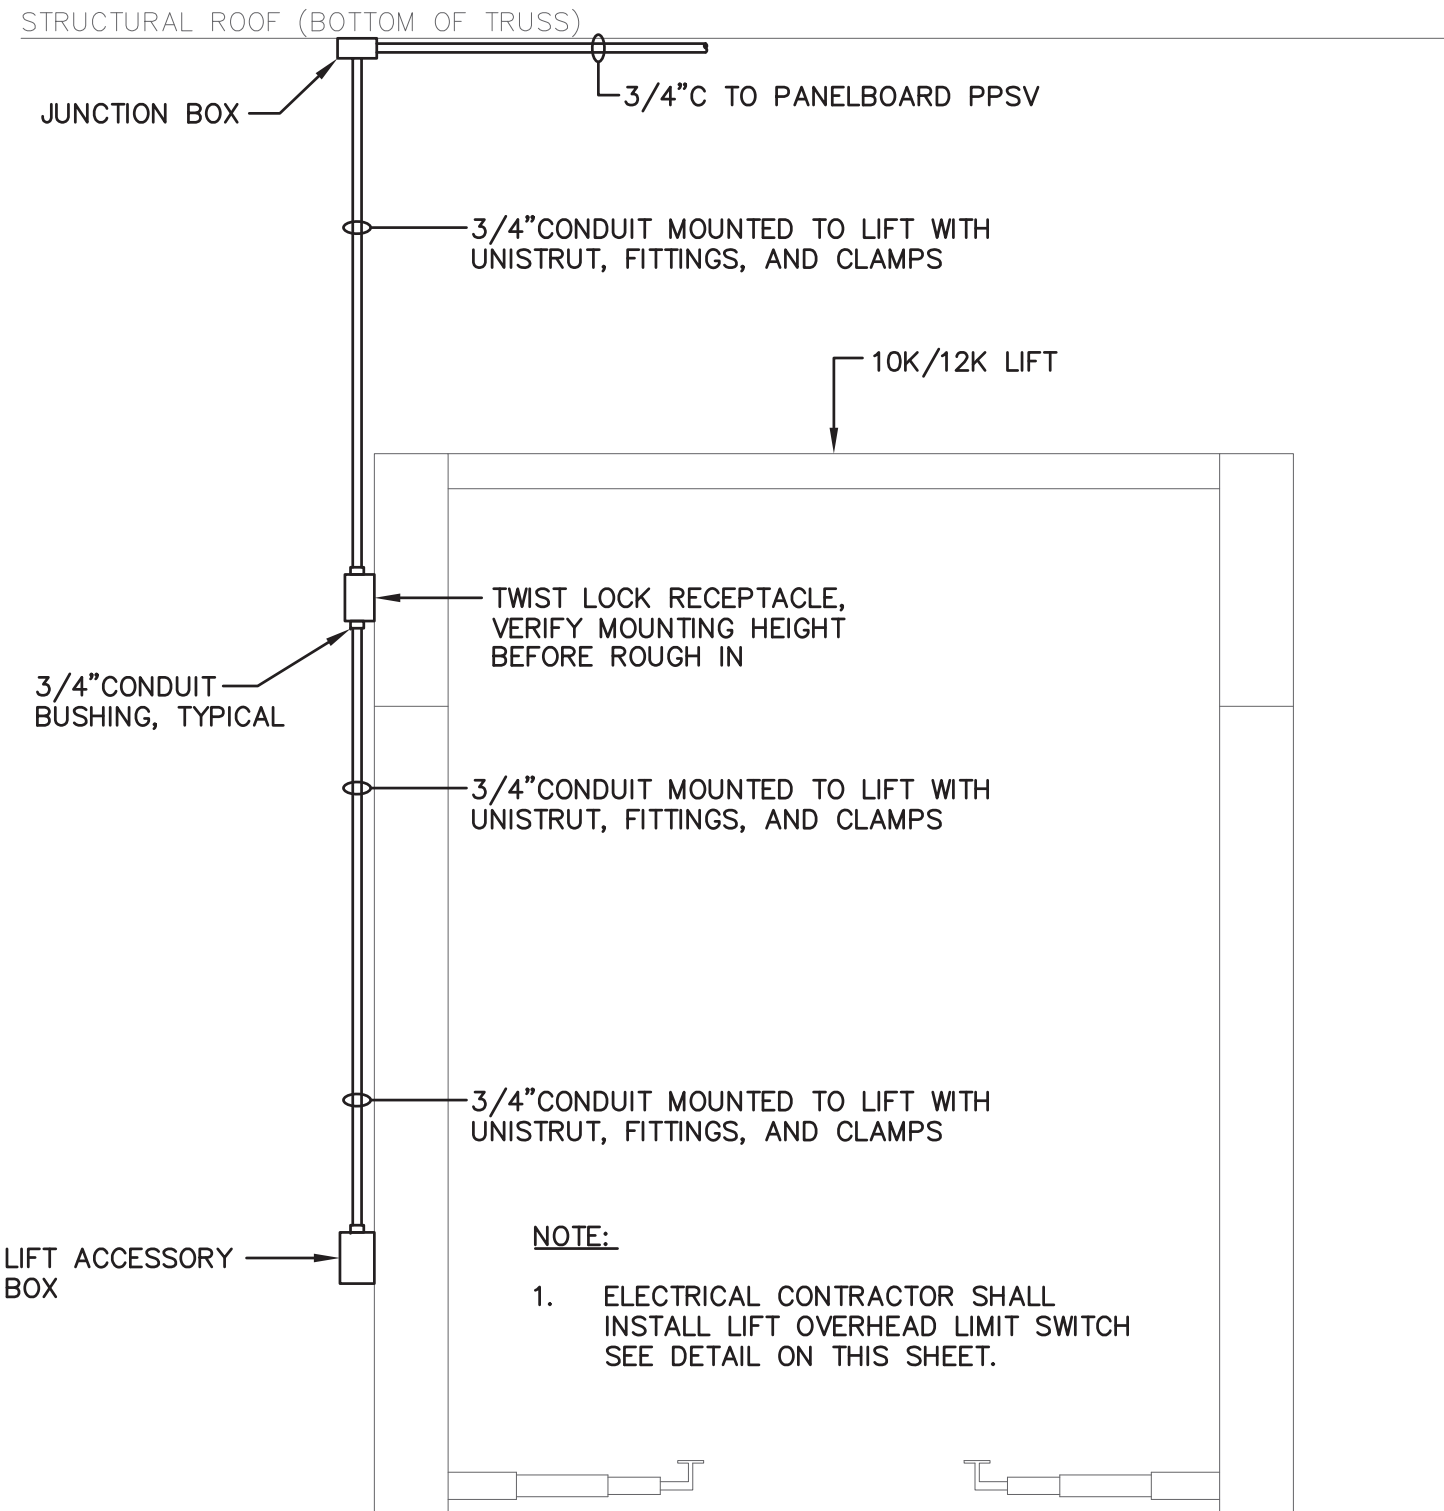 STRUCTURAL ROOF (BOTTOM OF TRUSS)
JUNCTION BOX
3/4"C TO PANELBOARD PPSV
3/4"CONDUIT MOUNTED TO LIFT WITH
UNISTRUT, FITTINGS, AND CLAMPS
10K/12K LIFT
TWIST LOCK RECEPTACLE,
VERIFY MOUNTING HEIGHT
BEFORE ROUGH IN
3/4"CONDUIT
BUSHING, TYPICAL
3/4"CONDUIT MOUNTED TO LIFT WITH
UNISTRUT, FITTINGS, AND CLAMPS
3/4"CONDUIT MOUNTED TO LIFT WITH
UNISTRUT, FITTINGS, AND CLAMPS
LIFT ACCESSORY
BOX
NOTE:
1. ELECTRICAL CONTRACTOR SHALL
INSTALL LIFT OVERHEAD LIMIT SWITCH
SEE DETAIL ON THIS SHEET.